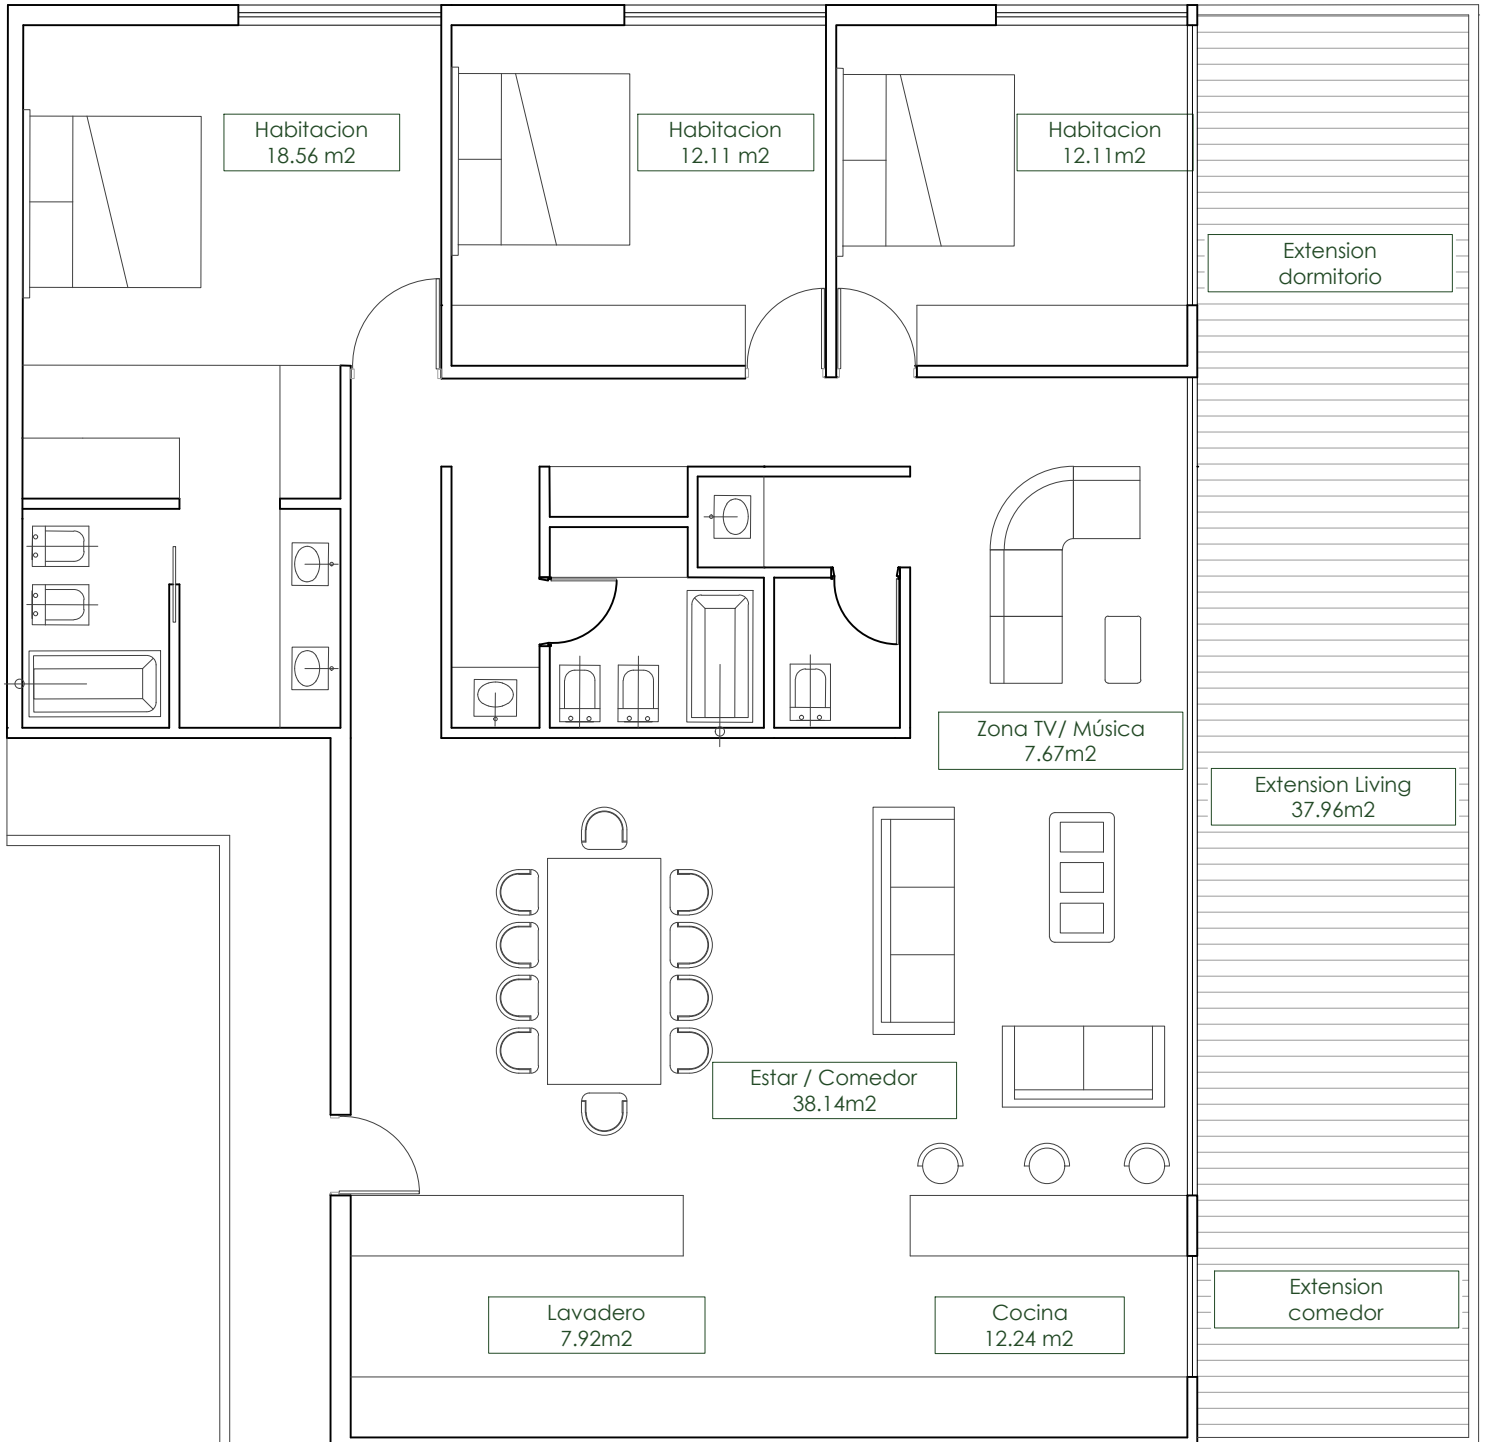 Habitacion
18.56 m2
Habitacion
12.11 m2
Habitacion
12.11m2
Extension
dormitorio
Zona TV/ Música
7.67m2
Extension Living
37.96m2
Estar / Comedor
38.14m2
Lavadero
7.92m2
Cocina
12.24 m2
Extension
comedor